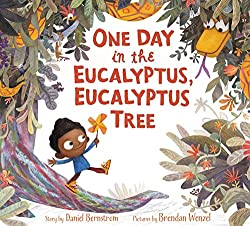 ONE DAY
in the
EUCALYPTUS,
EUCALYPTUS
TREE
Story by Daniel Bernstrom Pictures by Brendan Wenzel